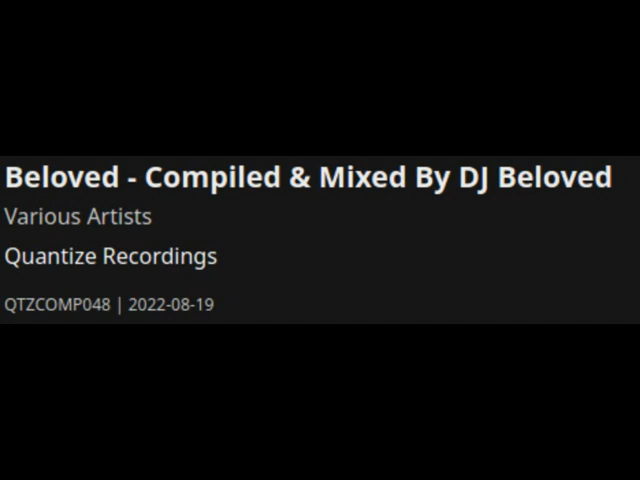 Beloved - Compiled & Mixed By DJ Beloved
Various Artists
Quantize Recordings
QTZCOMP048 | 2022-08-19